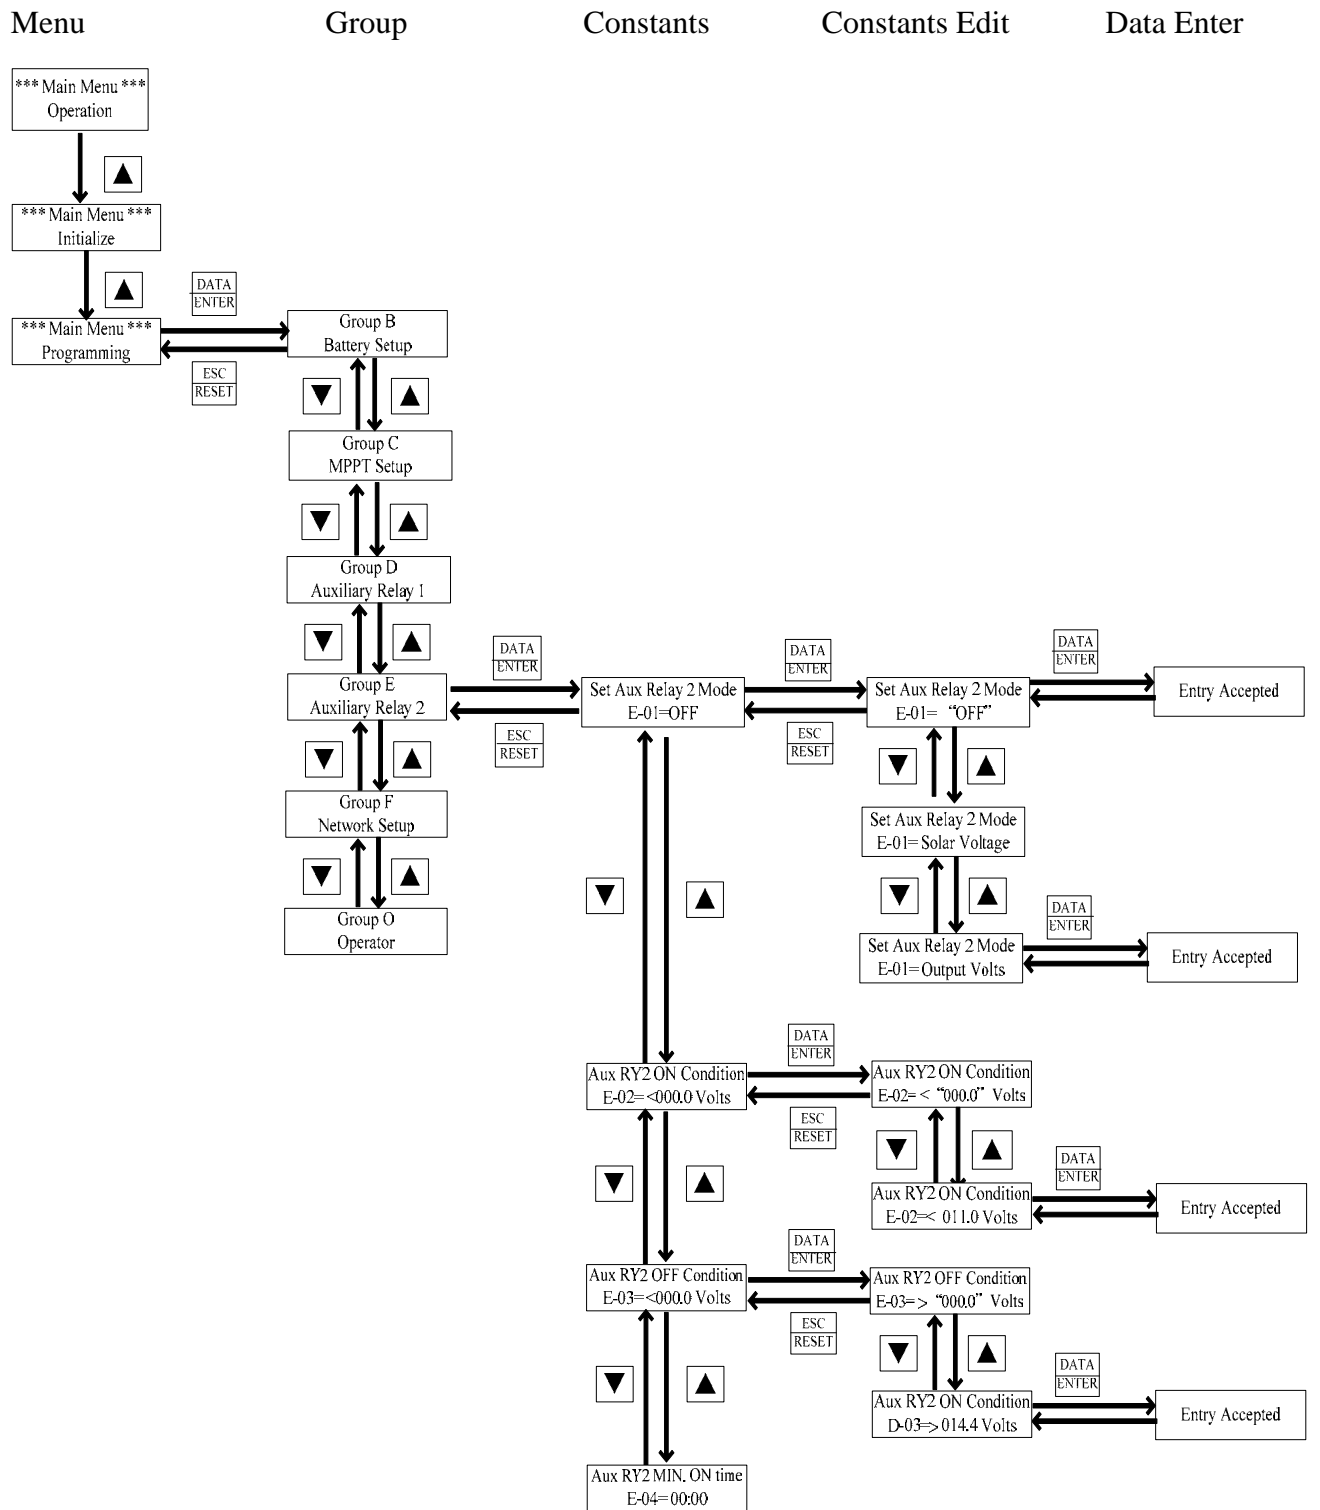 Menu Group Constants Constants Edit Data Enter
*** Main Menu ***
Operation
▲
*** Main Menu ***
Initialize
▲
*** Main Menu ***
Programming
DATA
ENTER
ESC
RESET
Group B
Battery Setup
▼ ▲
Group C
MPPT Setup
▼ ▲
Group D
Auxiliary Relay 1
▼ ▲
Group E
Auxiliary Relay 2
▼ ▲
Group F
Network Setup
▼ ▲
Group O
Operator
DATA
ENTER
ESC
RESET
Set Aux Relay 2 Mode
E-01=OFF
▼ ▲
Aux RY2 ON Condition
E-02=<000.0 Volts
▼ ▲
Aux RY2 OFF Condition
E-03=<000.0 Volts
▼ ▲
Aux RY2 MIN. ON time
E-04=00:00
DATA
ENTER
ESC
RESET
Set Aux Relay 2 Mode
E-01= “OFF”
▼ ▲
Set Aux Relay 2 Mode
E-01= Solar Voltage
▼ ▲
Set Aux Relay 2 Mode
E-01= Output Volts
DATA
ENTER
Entry Accepted
DATA
ENTER
Entry Accepted
DATA
ENTER
ESC
RESET
Aux RY2 ON Condition
E-02= < “000.0” Volts
▼ ▲
Aux RY2 ON Condition
E-02=< 011.0 Volts
DATA
ENTER
Entry Accepted
DATA
ENTER
ESC
RESET
Aux RY2 OFF Condition
E-03=> “000.0” Volts
▼ ▲
Aux RY2 ON Condition
D-03=> 014.4 Volts
DATA
ENTER
Entry Accepted